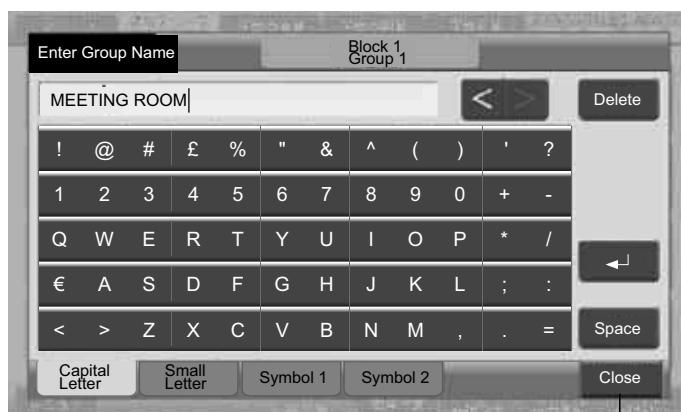 Enter Group Name
Block 1
Group 1
MEETING ROOM
< >
Delete
! @ # £ % " & ^ ( ) ' ?
1 2 3 4 5 6 7 8 9 0 + -
Q W E R T Y U I O P * /
€ A S D F G H J K L ; :
< > Z X C V B N M , . =
Space
Capital
Letter
Small
Letter
Symbol 1
Symbol 2
Close